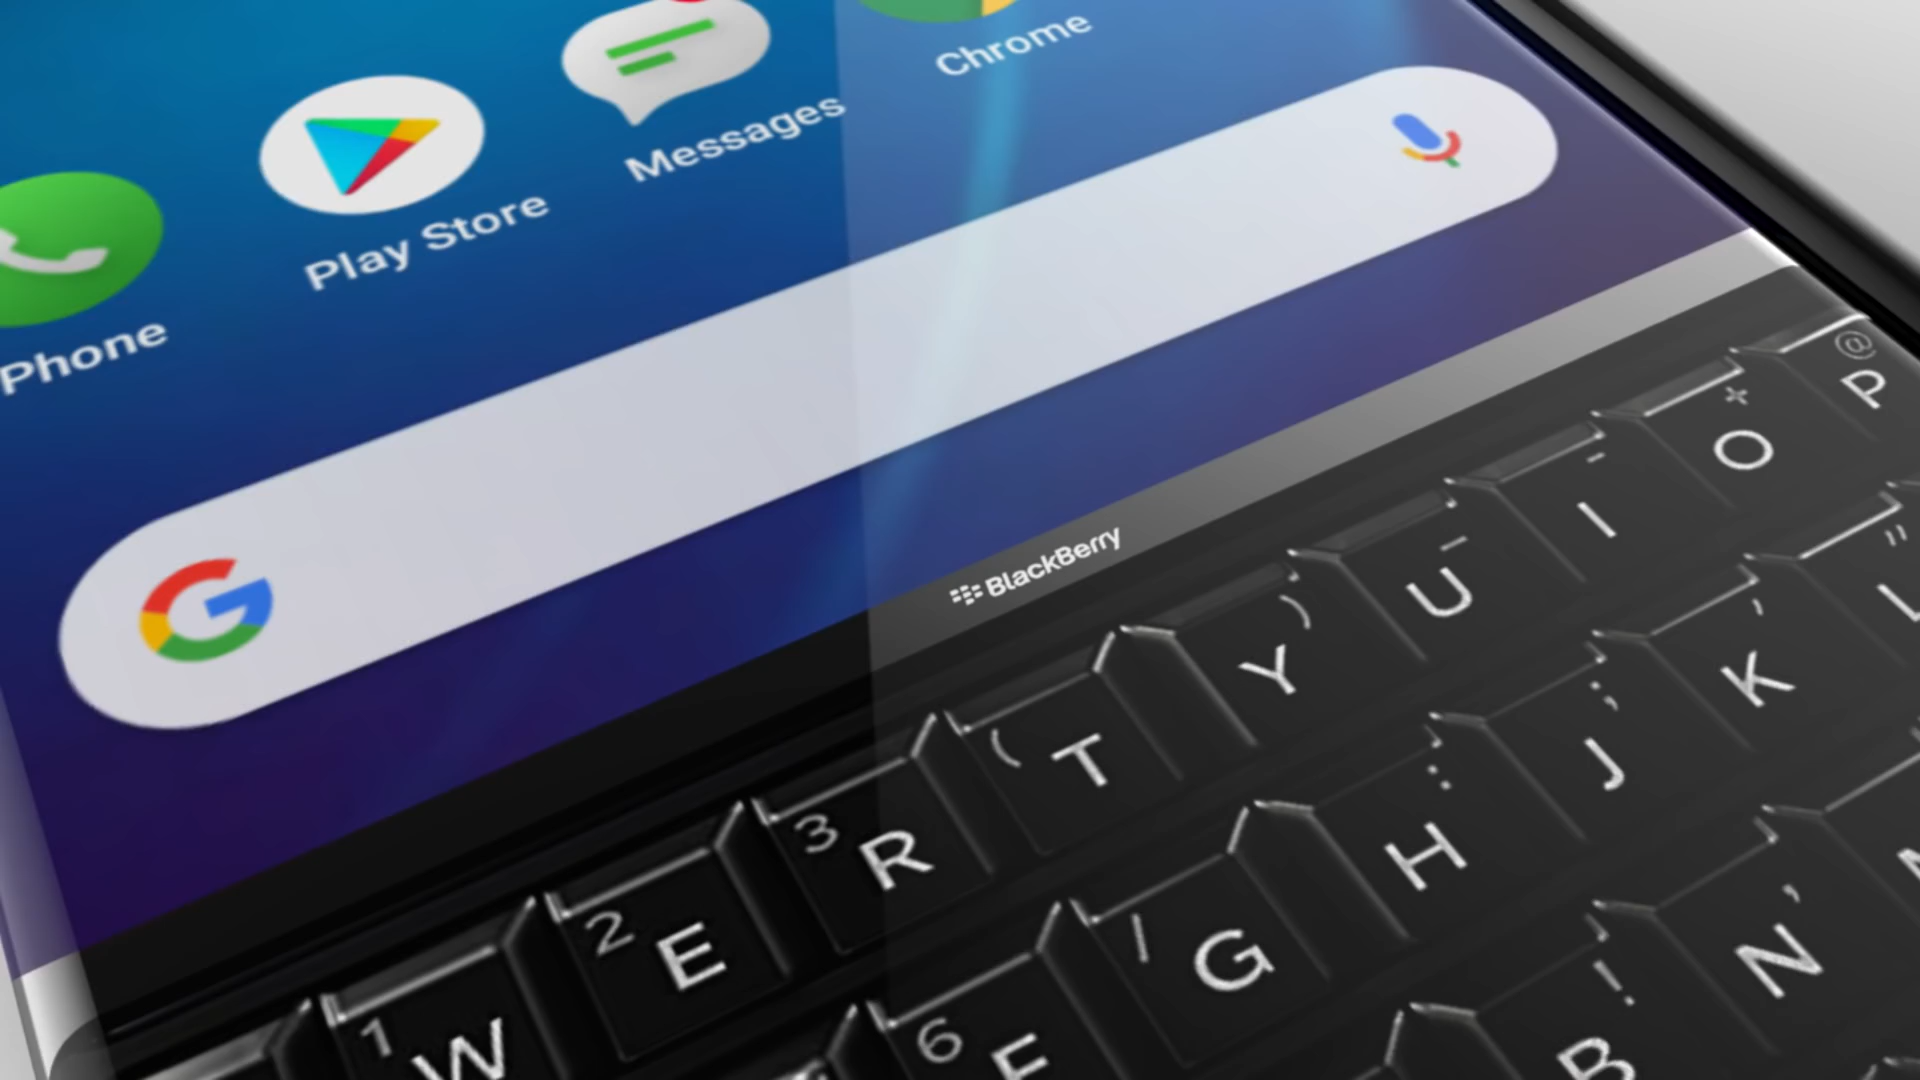 Chrome
Messages
Play Store
Phone
G
BlackBerry
@
P
+
O
-
I
_
U
)
Y
(
T
3
R
2
E
1
W
"
L
'
K
;
J
:
H
/
G
6
F
,
N
!
B